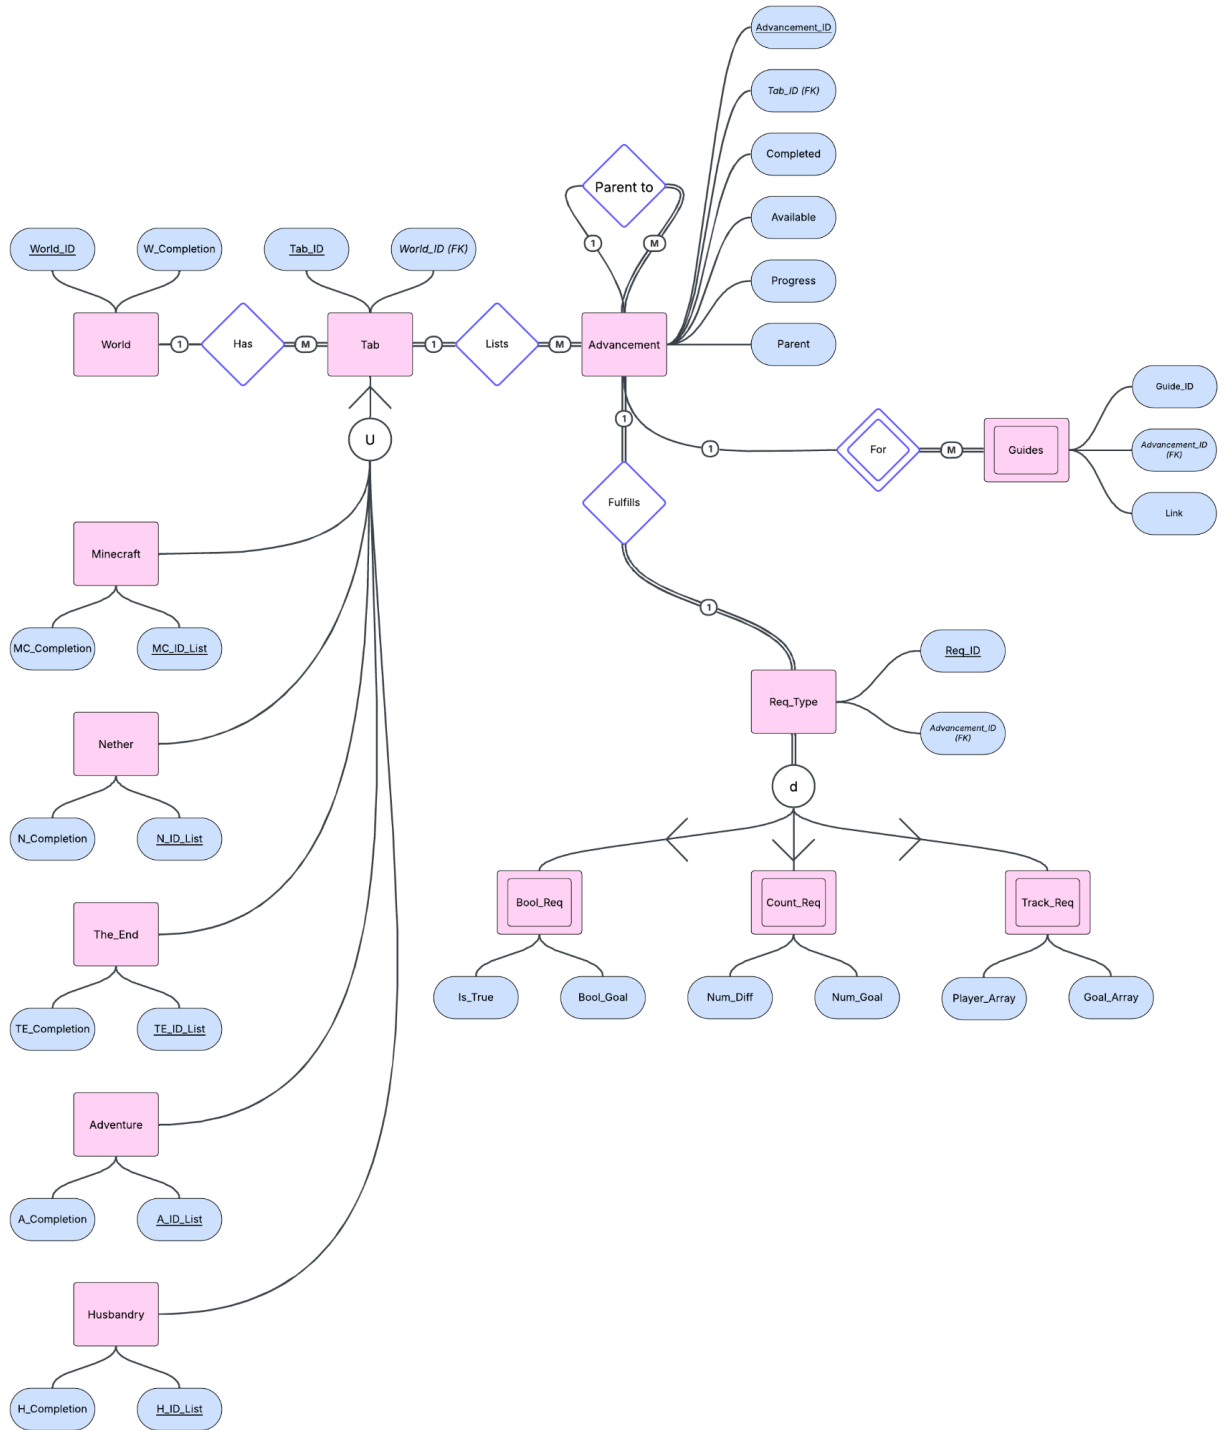 Advancement_ID
Tab_ID (FK)
Completed
Parent to
Available
1
M
World_ID
W_Completion
Tab_ID
World_ID (FK)
Progress
World
1
Has
M
Tab
1
Lists
M
Advancement
Parent
Guide_ID
1
U
1
For
M
Guides
Advancement_ID
(FK)
Fulfills
Link
Minecraft
1
MC_Completion
MC_ID_List
Req_ID
Req_Type
Advancement_ID
(FK)
Nether
d
N_Completion
N_ID_List
Bool_Req
Count_Req
Track_Req
The_End
Is_True
Bool_Goal
Num_Diff
Num_Goal
Player_Array
Goal_Array
TE_Completion
TE_ID_List
Adventure
A_Completion
A_ID_List
Husbandry
H_Completion
H_ID_List